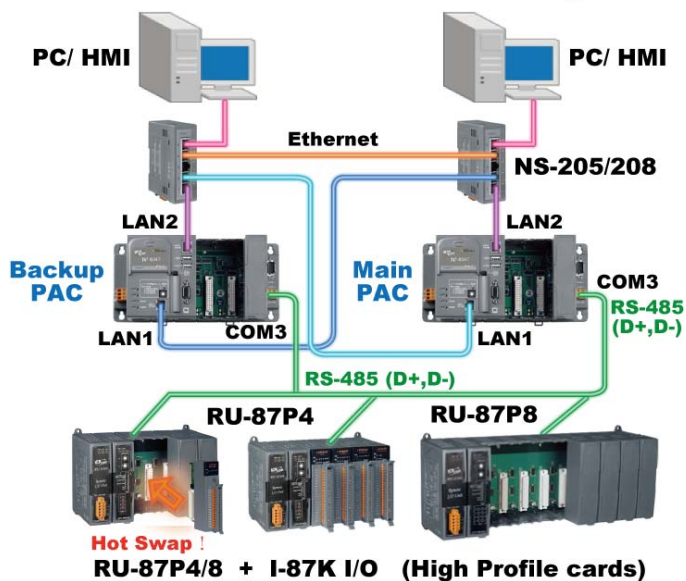 PC/ HMI
PC/ HMI
Ethernet
NS-205/208
LAN2
LAN2
Backup
PAC
Main
PAC
COM3
RS-485
(D+,D-)
LAN1
COM3
LAN1
RS-485 (D+,D-)
RU-87P4
RU-87P8
Hot Swap !
RU-87P4/8 + I-87K I/O (High Profile cards)